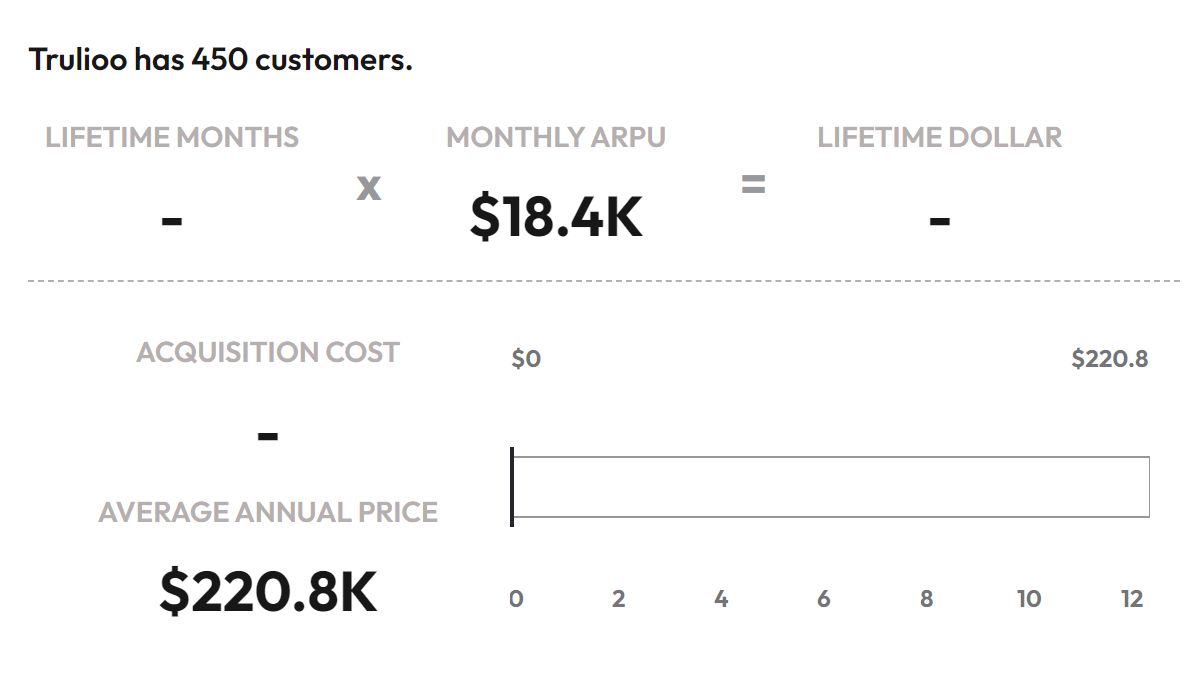 Trulioo has 450 customers.
LIFETIME MONTHS
-
x
MONTHLY ARPU
$18.4K
=
LIFETIME DOLLAR
-
ACQUISITION COST
-
AVERAGE ANNUAL PRICE
$220.8K
$0 $220.8
0 2 4 6 8 10 12